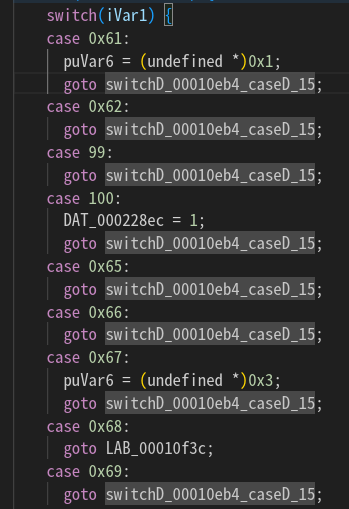 switch(iVar1) {
case 0x61:
puVar6 = (undefined *)0x1;
goto switchD_00010eb4_caseD_15;
case 0x62:
goto switchD_00010eb4_caseD_15;
case 99:
goto switchD_00010eb4_caseD_15;
case 100:
DAT_000228ec = 1;
goto switchD_00010eb4_caseD_15;
case 0x65:
goto switchD_00010eb4_caseD_15;
case 0x66:
goto switchD_00010eb4_caseD_15;
case 0x67:
puVar6 = (undefined *)0x3;
goto switchD_00010eb4_caseD_15;
case 0x68:
goto LAB_00010f3c;
case 0x69:
goto switchD_00010eb4_caseD_15;